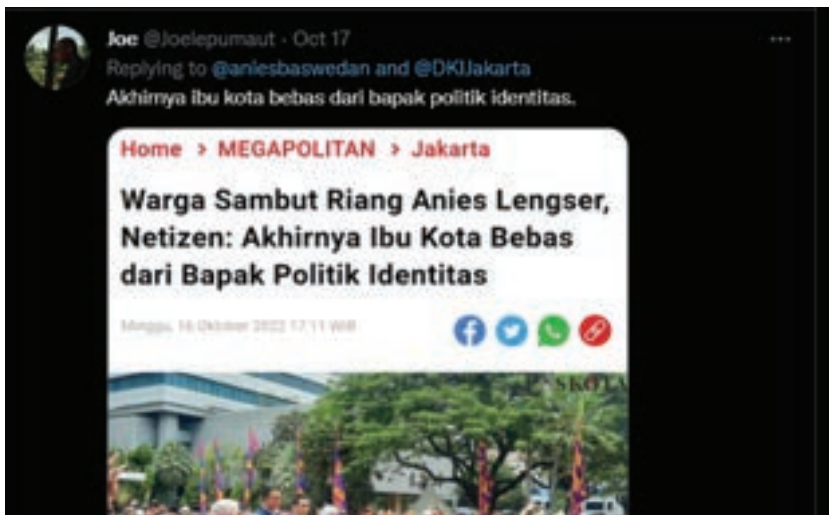 Joe @Joelepumaut · Oct 17
Replying to @aniesbaswedan and @DKIJakarta
Akhirnya ibu kota bebas dari bapak politik identitas.
Home > MEGAPOLITAN > Jakarta
Warga Sambut Riang Anies Lengser,
Netizen: Akhirnya Ibu Kota Bebas
dari Bapak Politik Identitas
Minggu, 16 Oktober 2022 17:11 WIB
POSKOTA